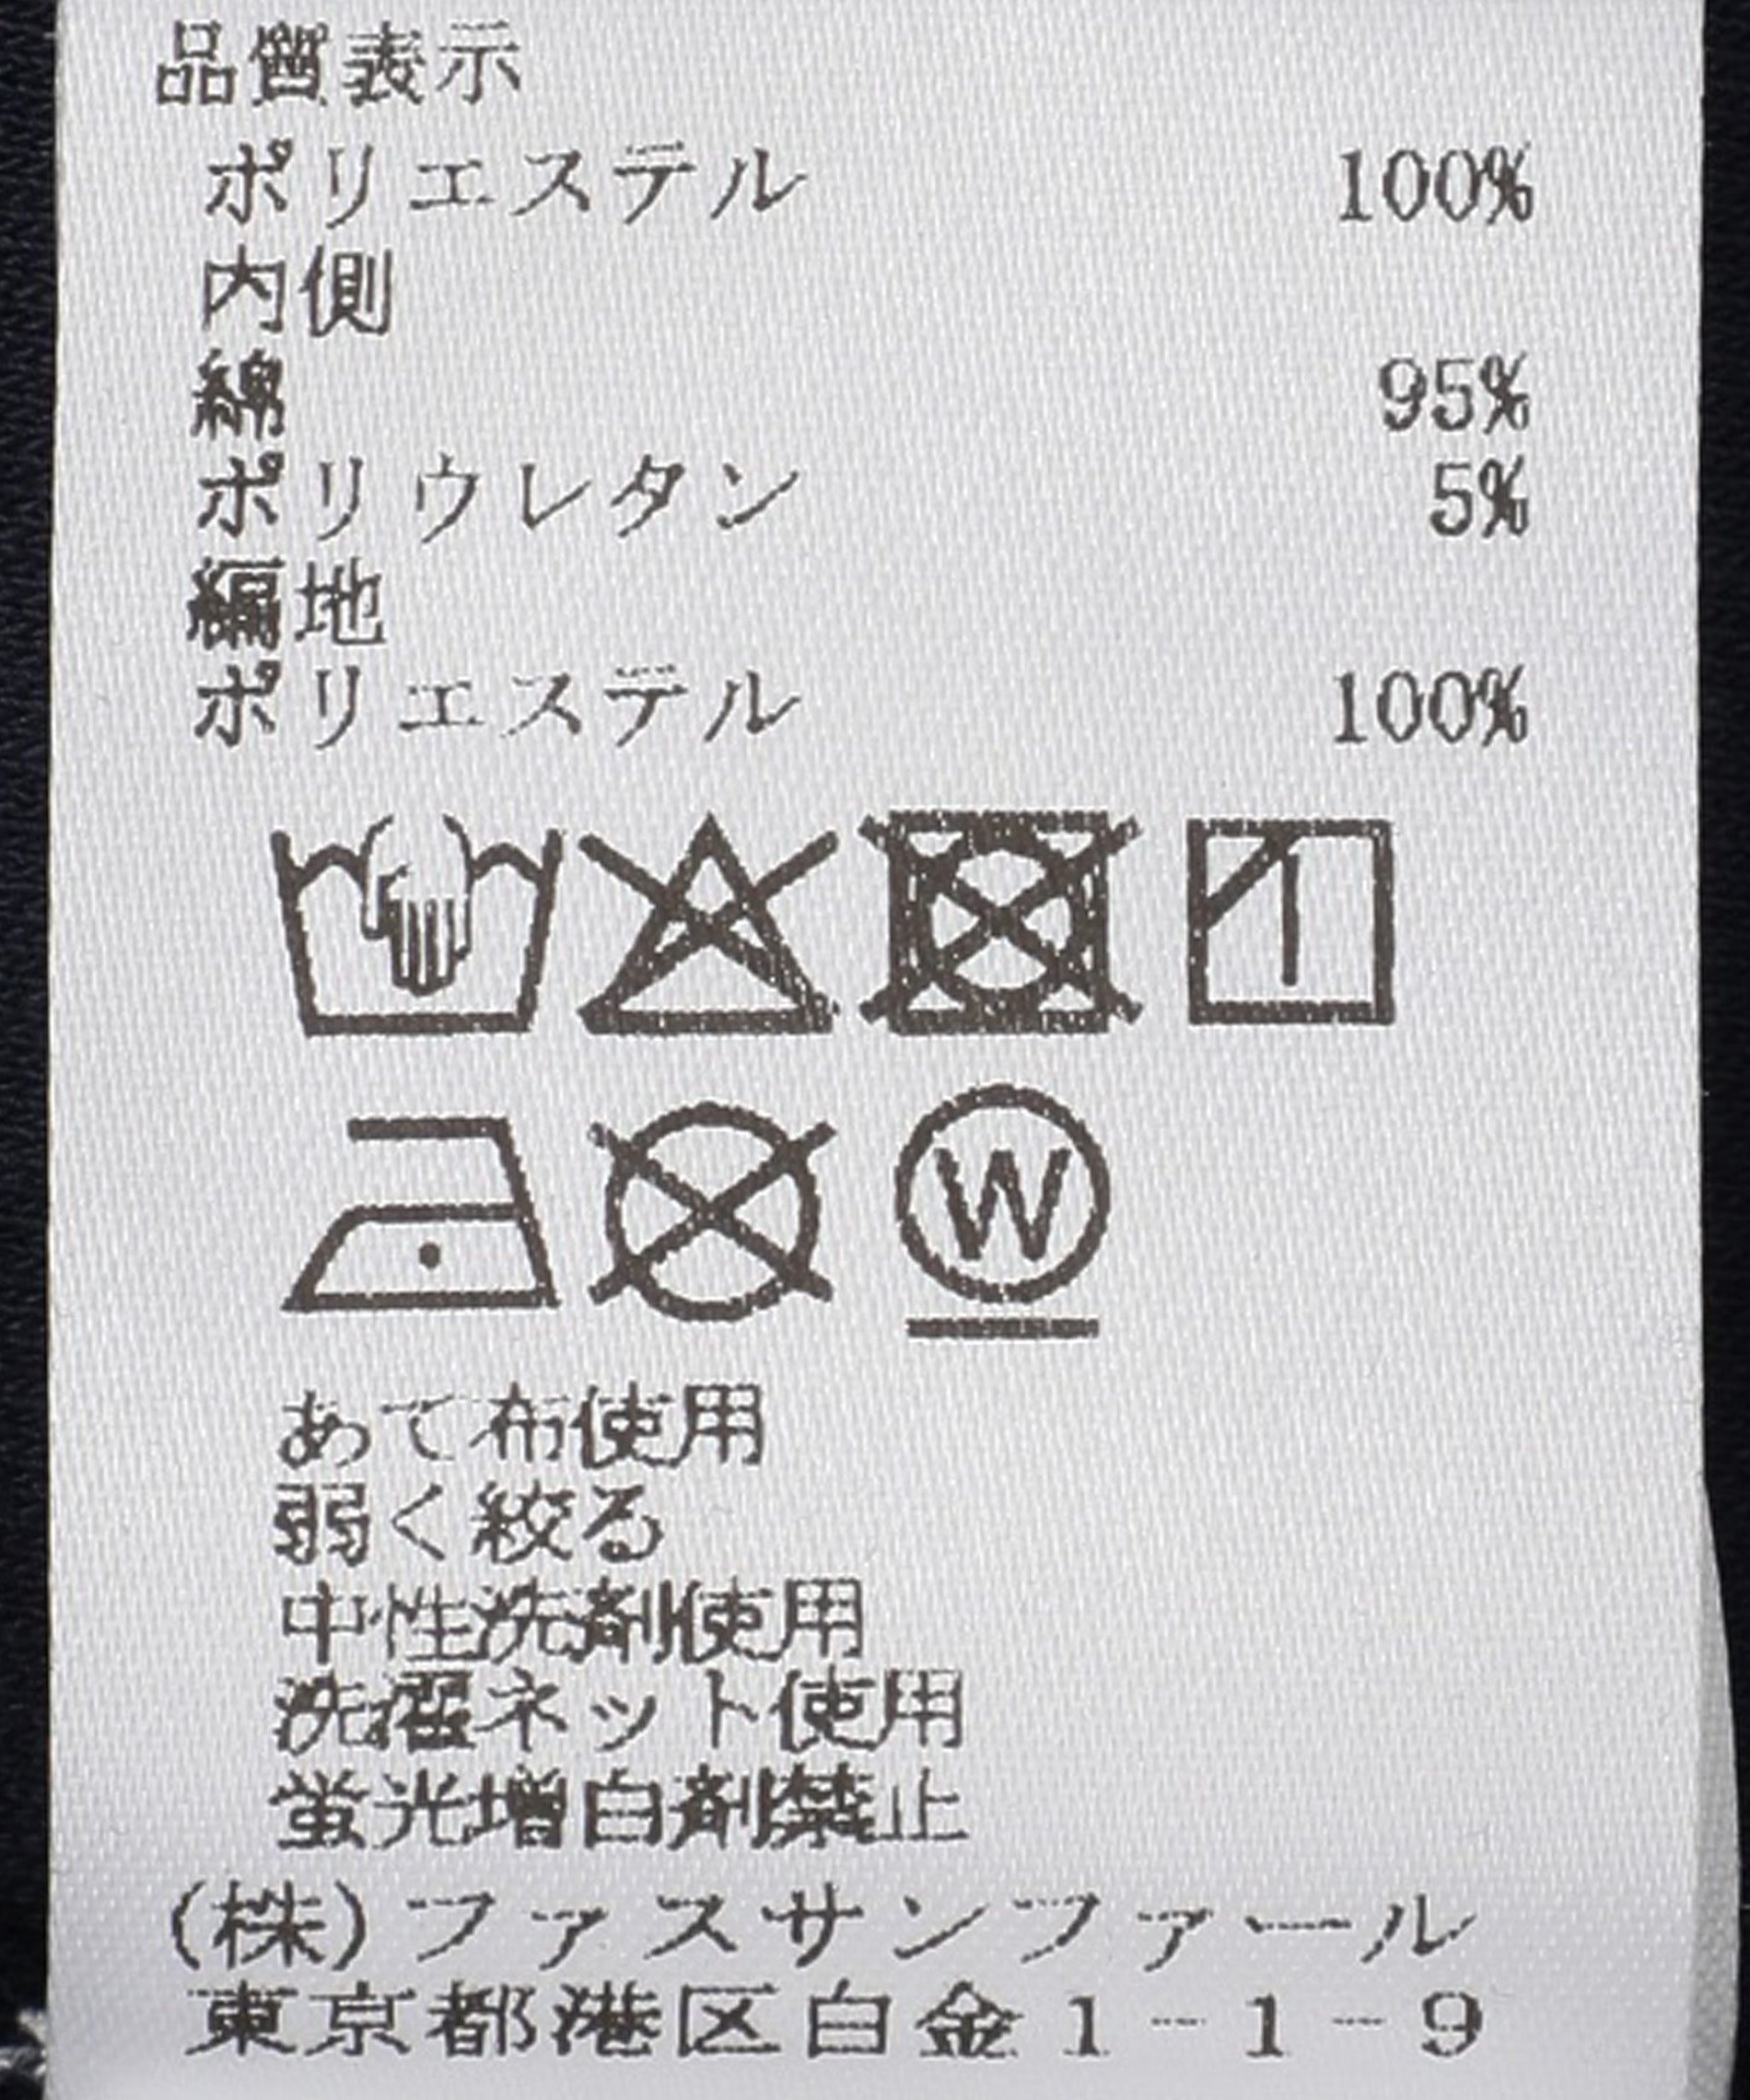 品質表示
ポリエステル 100%
内側
綿 95%
ポリウレタン 5%
編地
ポリエステル 100%
W
あて布使用
弱く絞る
中性洗剤使用
洗濯ネット使用
蛍光増白剤禁止
(株)ファスサンファール
東京都港区白金1-1-9